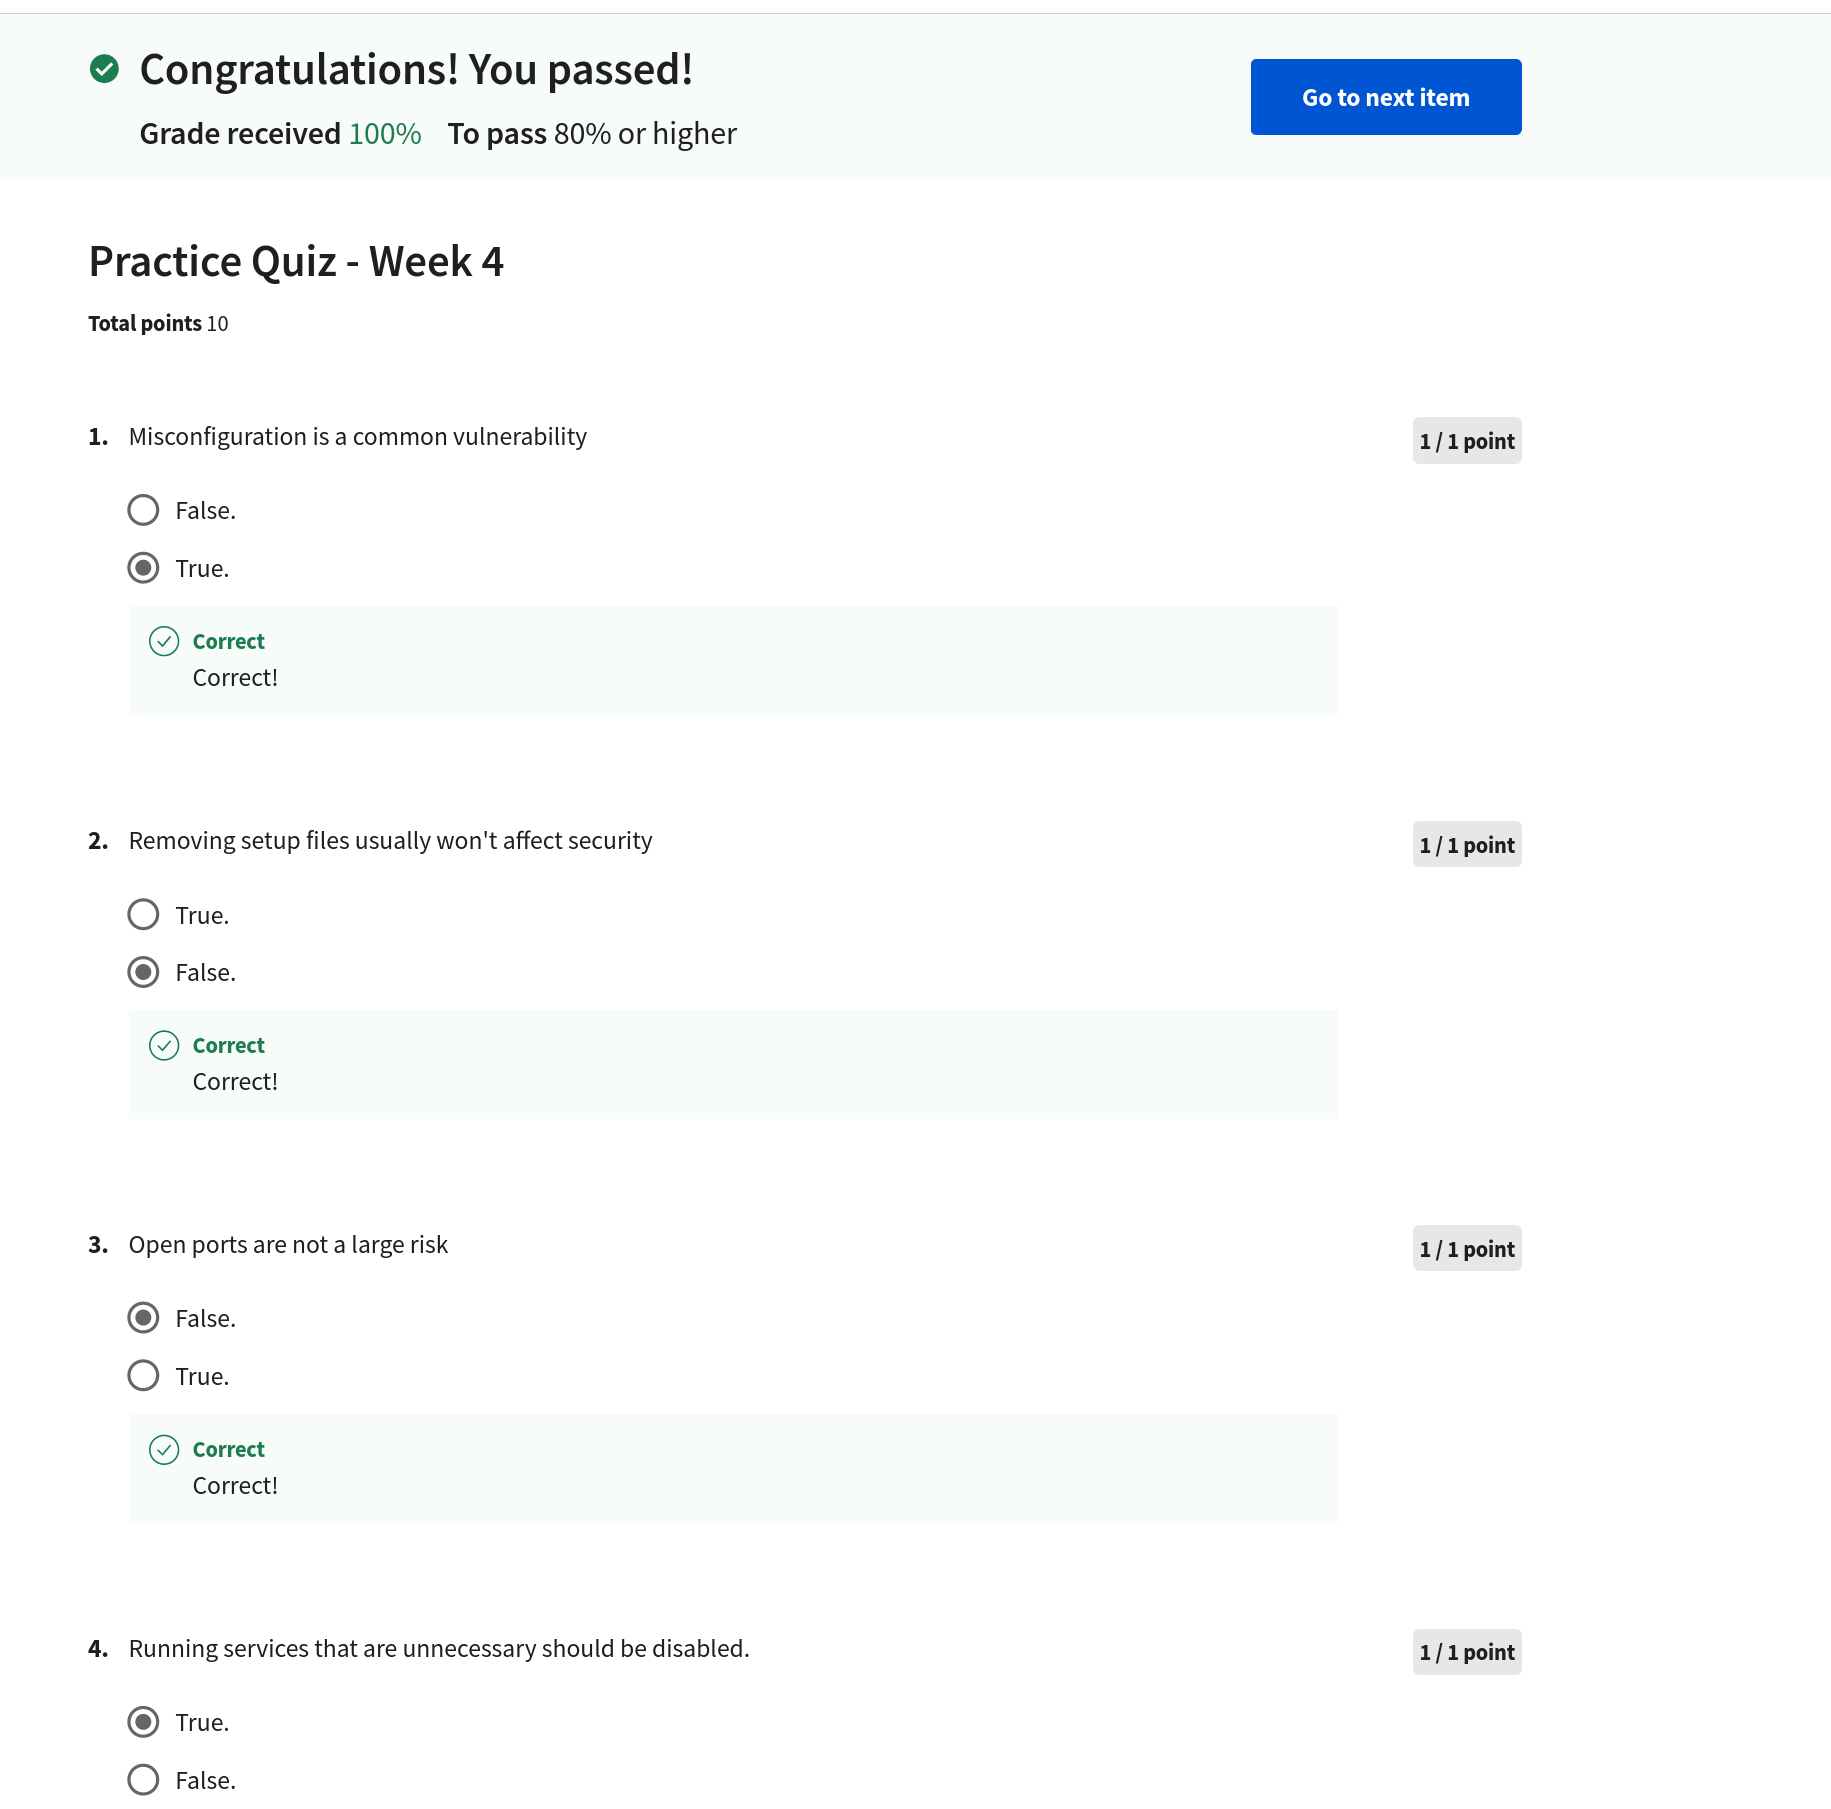 Congratulations! You passed!
Go to next item
Grade received 100% To pass 80% or higher
Practice Quiz - Week 4
Total points 10
1. Misconfiguration is a common vulnerability
1 / 1 point
False.
True.
Correct
Correct!
2. Removing setup files usually won't affect security
1 / 1 point
True.
False.
Correct
Correct!
3. Open ports are not a large risk
1 / 1 point
False.
True.
Correct
Correct!
4. Running services that are unnecessary should be disabled.
1 / 1 point
True.
False.